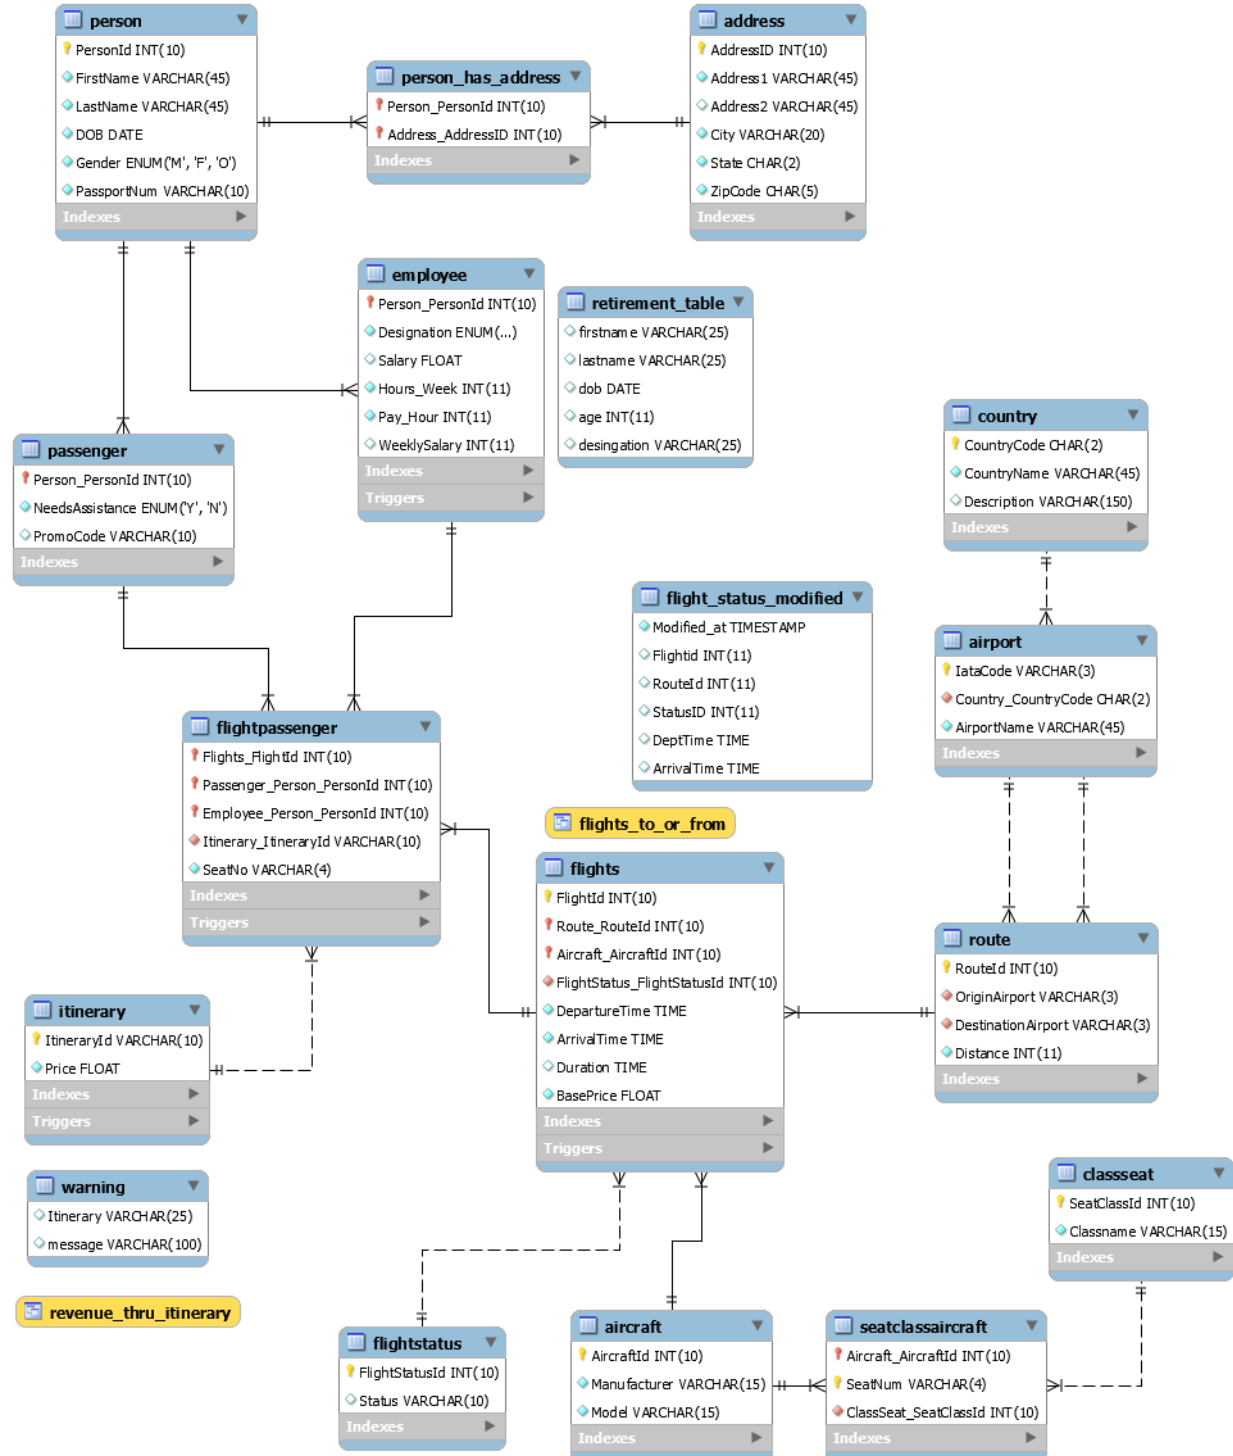 person
PersonId INT(10)
FirstName VARCHAR(45)
LastName VARCHAR(45)
DOB DATE
Gender ENUM('M', 'F', 'O')
PassportNum VARCHAR(10)
Indexes
person_has_address
Person_PersonId INT(10)
Address_AddressID INT(10)
Indexes
address
AddressID INT(10)
Address1 VARCHAR(45)
Address2 VARCHAR(45)
City VARCHAR(20)
State CHAR(2)
ZipCode CHAR(5)
Indexes
employee
Person_PersonId INT(10)
Designation ENUM(...)
Salary FLOAT
Hours_Week INT(11)
Pay_Hour INT(11)
WeeklySalary INT(11)
Indexes
Triggers
retirement_table
firstname VARCHAR(25)
lastname VARCHAR(25)
dob DATE
age INT(11)
desingation VARCHAR(25)
passenger
Person_PersonId INT(10)
NeedsAssistance ENUM('Y', 'N')
PromoCode VARCHAR(10)
Indexes
country
CountryCode CHAR(2)
CountryName VARCHAR(45)
Description VARCHAR(150)
Indexes
flight_status_modified
Modified_at TIMESTAMP
Flightid INT(11)
RouteId INT(11)
StatusID INT(11)
DeptTime TIME
ArrivalTime TIME
airport
IataCode VARCHAR(3)
Country_CountryCode CHAR(2)
AirportName VARCHAR(45)
Indexes
flightpassenger
Flights_FlightId INT(10)
Passenger_Person_PersonId INT(10)
Employee_Person_PersonId INT(10)
Itinerary_ItineraryId VARCHAR(10)
SeatNo VARCHAR(4)
Indexes
Triggers
flights_to_or_from
flights
FlightId INT(10)
Route_RouteId INT(10)
Aircraft_AircraftId INT(10)
FlightStatus_FlightStatusId INT(10)
DepartureTime TIME
ArrivalTime TIME
Duration TIME
BasePrice FLOAT
Indexes
Triggers
route
RouteId INT(10)
OriginAirport VARCHAR(3)
DestinationAirport VARCHAR(3)
Distance INT(11)
Indexes
itinerary
ItineraryId VARCHAR(10)
Price FLOAT
Indexes
Triggers
warning
Itinerary VARCHAR(25)
message VARCHAR(100)
revenue_thru_itinerary
classseat
SeatClassId INT(10)
Classname VARCHAR(15)
Indexes
flightstatus
FlightStatusId INT(10)
Status VARCHAR(10)
Indexes
aircraft
AircraftId INT(10)
Manufacturer VARCHAR(15)
Model VARCHAR(15)
Indexes
seatclassaircraft
Aircraft_AircraftId INT(10)
SeatNum VARCHAR(4)
ClassSeat_SeatClassId INT(10)
Indexes